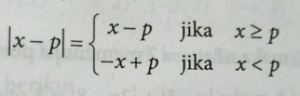 |x – p| = { x – p jika x ≥ p
–x + p jika x < p